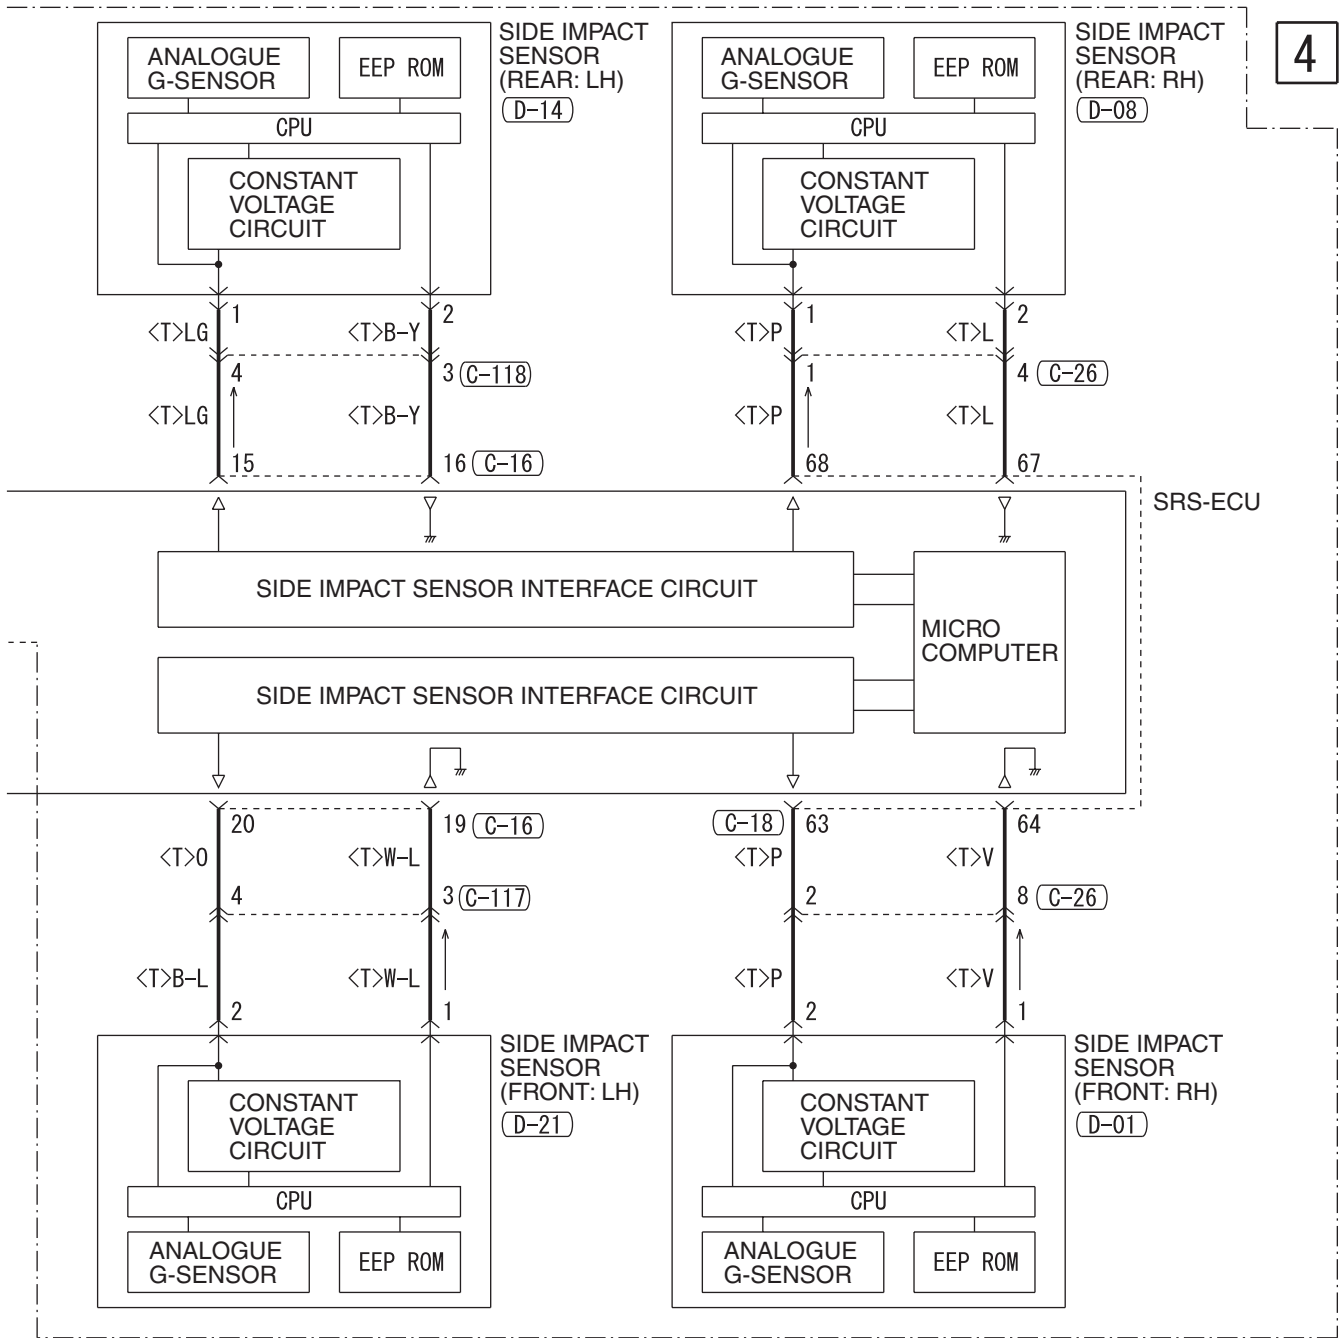 SIDE IMPACT
SENSOR
(REAR: LH)
D-14
ANALOGUE
G-SENSOR
EEP ROM
CPU
CONSTANT
VOLTAGE
CIRCUIT
SIDE IMPACT
SENSOR
(REAR: RH)
D-08
ANALOGUE
G-SENSOR
EEP ROM
CPU
CONSTANT
VOLTAGE
CIRCUIT
4
1 2 1 2
<T>LG <T>B-Y <T>P <T>L
4 3 C-118 1 4 C-26
<T>LG <T>B-Y <T>P <T>L
15 16 C-16 68 67
SRS-ECU
SIDE IMPACT SENSOR INTERFACE CIRCUIT
MICRO
COMPUTER
SIDE IMPACT SENSOR INTERFACE CIRCUIT
20 19 C-16 C-18 63 64
<T>O <T>W-L <T>P <T>V
4 3 C-117 2 8 C-26
<T>B-L <T>W-L <T>P <T>V
2 1 2 1
SIDE IMPACT
SENSOR
(FRONT: LH)
D-21
CONSTANT
VOLTAGE
CIRCUIT
CPU
ANALOGUE
G-SENSOR
EEP ROM
SIDE IMPACT
SENSOR
(FRONT: RH)
D-01
CONSTANT
VOLTAGE
CIRCUIT
CPU
ANALOGUE
G-SENSOR
EEP ROM